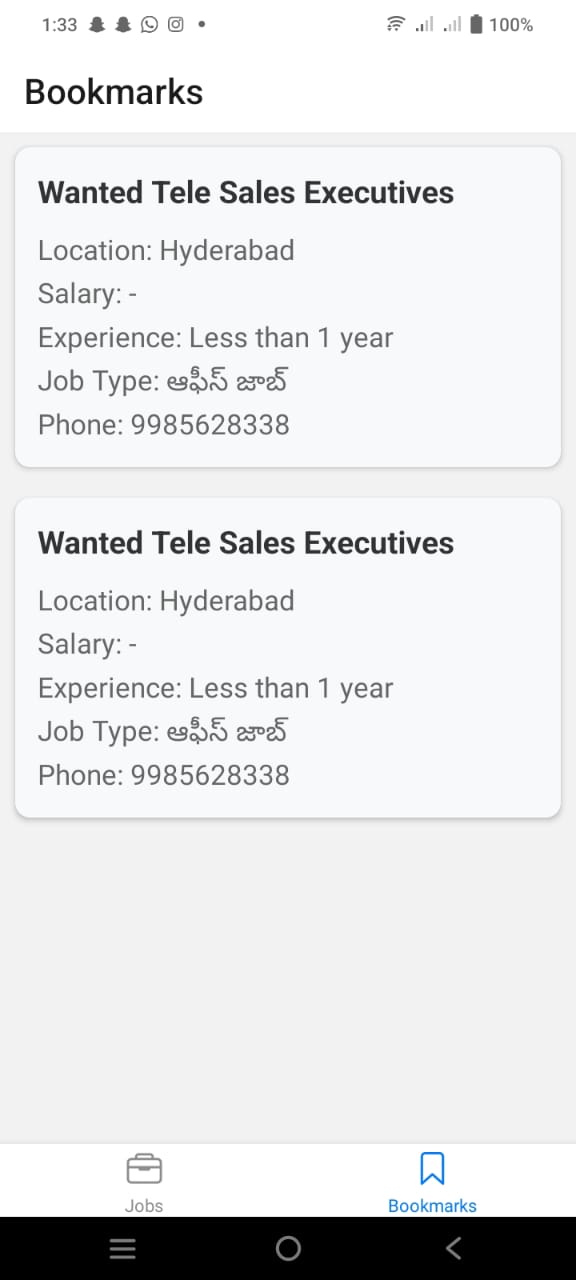 1:33
100%
Bookmarks
Wanted Tele Sales Executives
Location: Hyderabad
Salary: -
Experience: Less than 1 year
Job Type: ఆఫీస్ జాబ్
Phone: 9985628338
Wanted Tele Sales Executives
Location: Hyderabad
Salary: -
Experience: Less than 1 year
Job Type: ఆఫీస్ జాబ్
Phone: 9985628338
Jobs
Bookmarks